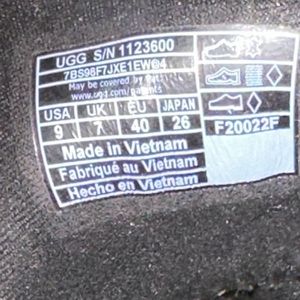 UGG S/N 1123600
7BS98F7JXE1EWO4
May be covered by Pat:
www.ugg.com/patents
USA UK EU JAPAN
9 7 40 26
F20022F
Made in Vietnam
Fabriqué au Vietnam
Hecho en Vietnam